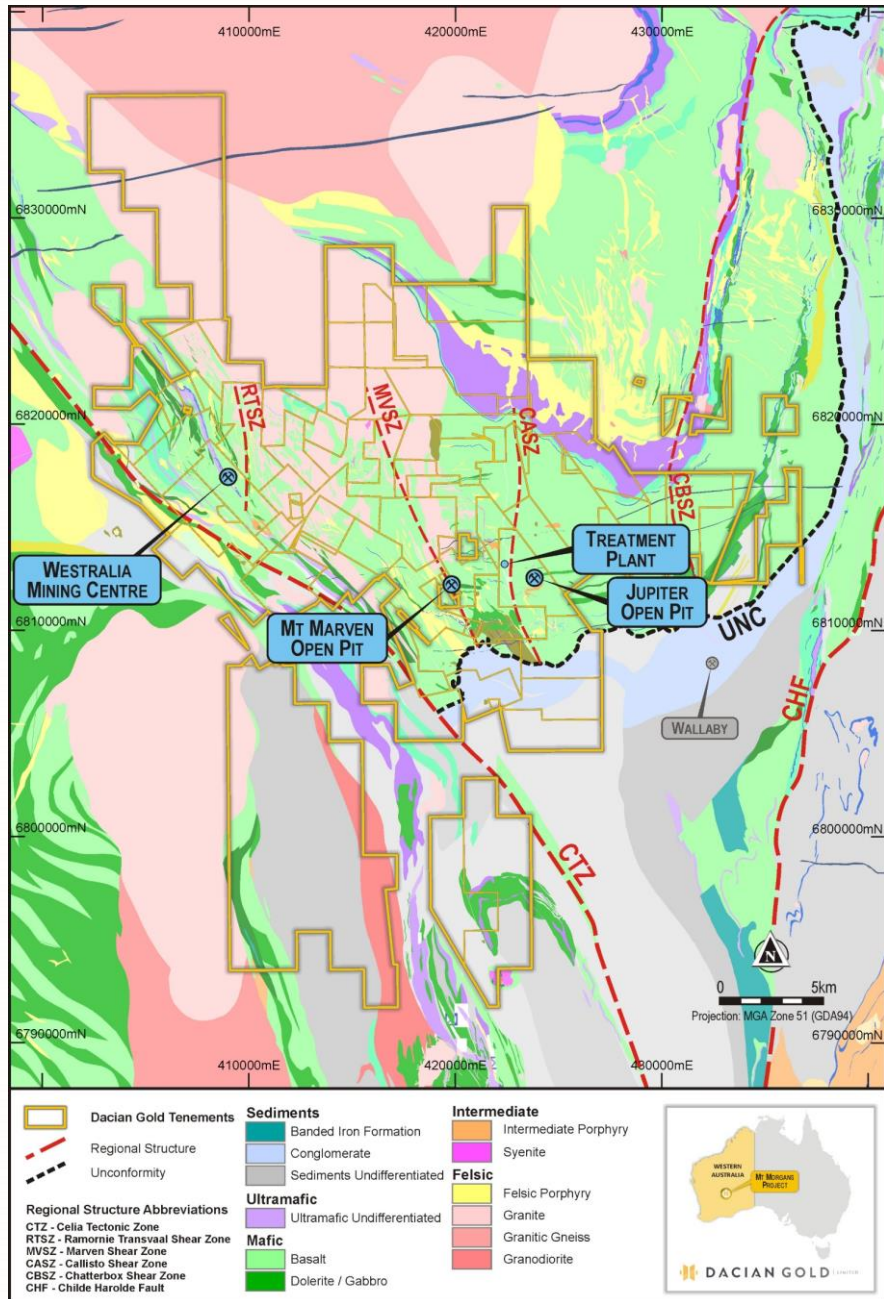 410000mE
420000mE
430000mE
6830000mN
6830000mN
6820000mN
6820000mN
RTSZ
MVSZ
CASZ
CBSZ
WESTRALIA
MINING CENTRE
TREATMENT
PLANT
MT MARVEN
OPEN PIT
JUPITER
OPEN PIT
6810000mN
6810000mN
UNC
WALLABY
CHF
6800000mN
6800000mN
CTZ
N
0 5km
Projection: MGA Zone 51 (GDA94)
6790000mN
6790000mN
410000mE
420000mE
430000mE
Dacian Gold Tenements
Regional Structure
Unconformity
Regional Structure Abbreviations
CTZ - Celia Tectonic Zone
RTSZ - Ramornie Transvaal Shear Zone
MVSZ - Marven Shear Zone
CASZ - Callisto Shear Zone
CBSZ - Chatterbox Shear Zone
CHF - Childe Harolde Fault
Sediments
Banded Iron Formation
Conglomerate
Sediments Undifferentiated
Ultramafic
Ultramafic Undifferentiated
Mafic
Basalt
Dolerite / Gabbro
Intermediate
Intermediate Porphyry
Syenite
Felsic
Felsic Porphyry
Granite
Granitic Gneiss
Granodiorite
WESTERN
AUSTRALIA
MT MORGANS
PROJECT
DACIAN GOLD LIMITED